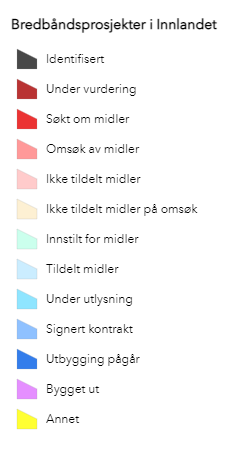 Bredbåndsprosjekter i Innlandet
Identifisert
Under vurdering
Søkt om midler
Omsøk av midler
Ikke tildelt midler
Ikke tildelt midler på omsøk
Innstilt for midler
Tildelt midler
Under utlysning
Signert kontrakt
Utbygging pågår
Bygget ut
Annet